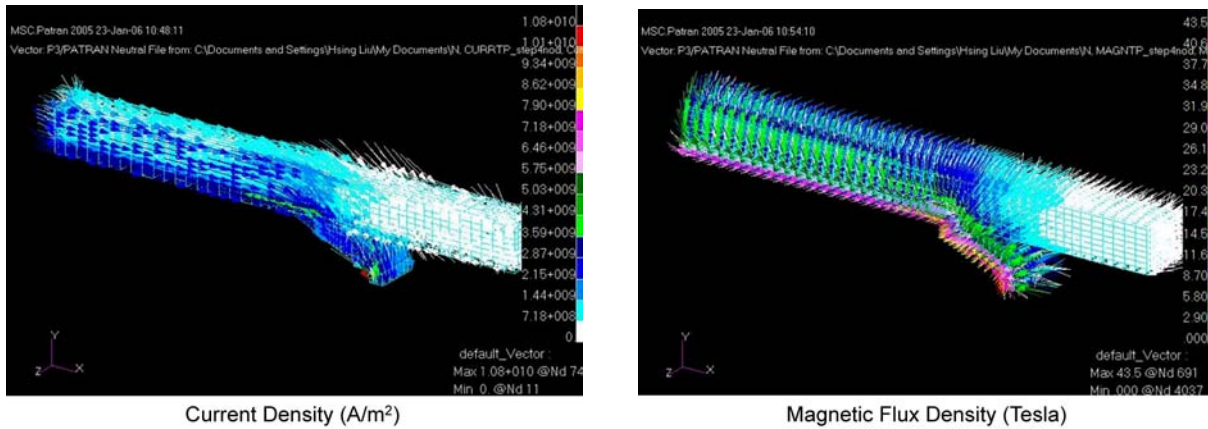 MSC.Patran 2005 23-Jan-06 10:48:11
Vector: P3/PATRAN Neutral File from: C:\Documents and Settings\Hsing Liu\My Documents\N, CURRTP_step4nod,
1.08+010
1.01+010
9.34+009
8.62+009
7.90+009
7.18+009
6.46+009
5.75+009
5.03+009
4.31+009
3.59+009
2.87+009
2.15+009
1.44+009
7.18+008
0
Y
Z X
default_Vector :
Max 1.08+010 @Nd 74
Min 0. @Nd 11
Current Density (A/m²)
MSC.Patran 2005 23-Jan-06 10:54:10
Vector: P3/PATRAN Neutral File from: C:\Documents and Settings\Hsing Liu\My Documents\N, MAGNTP_step4nod, M
43.5
40.6
37.7
34.8
31.9
29.0
26.1
23.2
20.3
17.4
14.5
11.6
8.70
5.80
2.90
.000
Y
Z X
default_Vector :
Max 43.5 @Nd 691
Min .000 @Nd 4037
Magnetic Flux Density (Tesla)